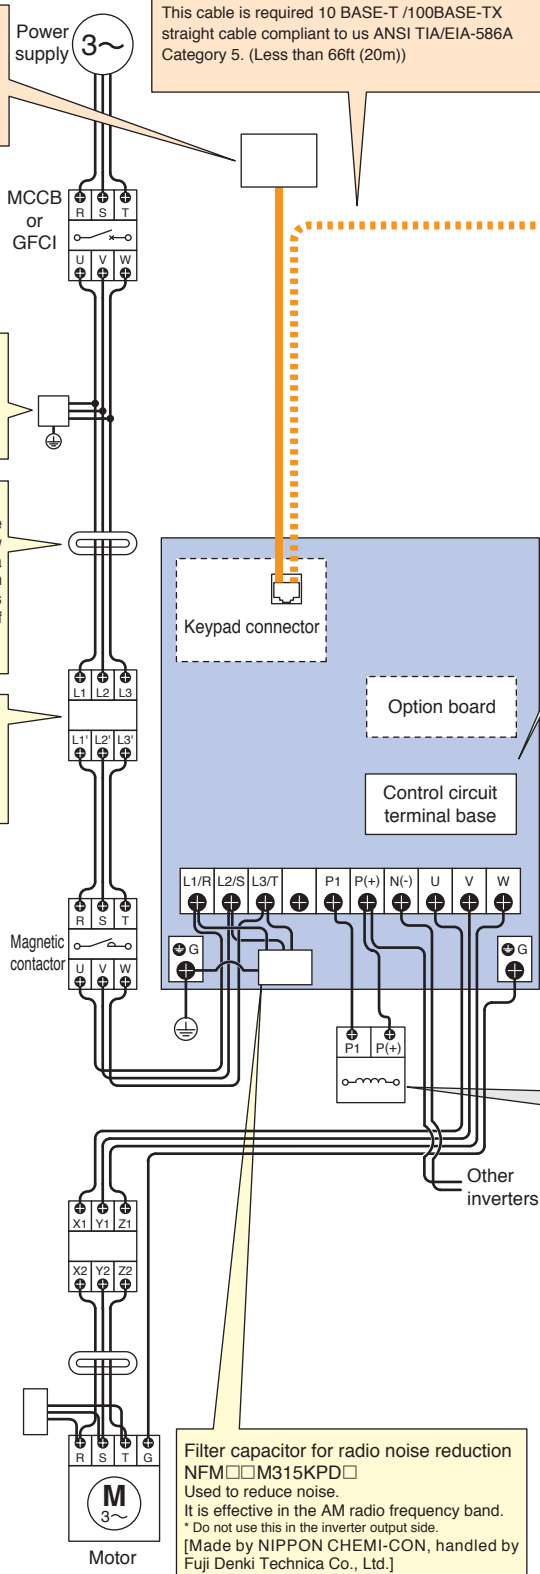 This cable is required 10 BASE-T /100BASE-TX
straight cable compliant to us ANSI TIA/EIA-586A
Category 5. (Less than 66ft (20m))
Power
supply
3～
MCCB
or
GFCI
R S T
U V W
Keypad connector
L1 L2 L3
L1' L2' L3'
Option board
Control circuit
terminal base
L1/R L2/S L3/T P1 P(+) N(-) U V W
Magnetic
contactor
R S T
U V W
G
G
P1 P(+)
Other
inverters
X1 Y1 Z1
X2 Y2 Z2
R S T G
M
3～
Motor
Filter capacitor for radio noise reduction
NFM□□M315KPD□
Used to reduce noise.
It is effective in the AM radio frequency band.
* Do not use this in the inverter output side.
[Made by NIPPON CHEMI-CON, handled by
Fuji Denki Technica Co., Ltd.]